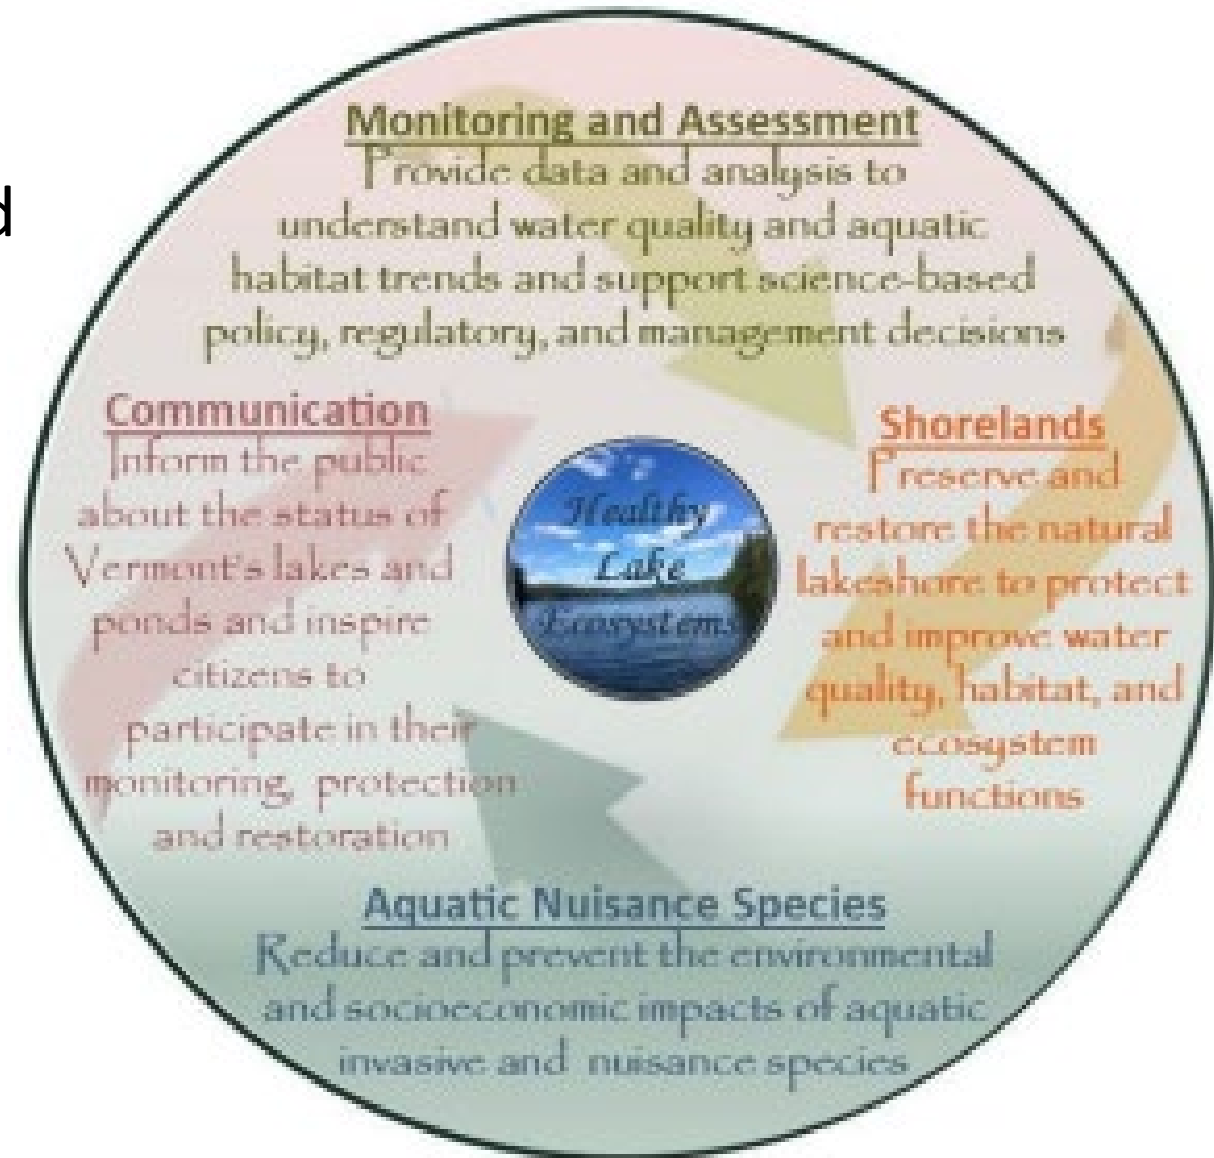 d
Monitoring and Assessment
Provide data and analysis to
understand water quality and aquatic
habitat trends and support science-based
policy, regulatory, and management decisions
Communication
Inform the public
about the status of
Vermont's lakes and
ponds and inspire
citizens to
participate in their
monitoring, protection
and restoration
Healthy
Lake
Ecosystems
Shorelands
Preserve and
restore the natural
lakeshore to protect
and improve water
quality, habitat, and
ecosystem
functions
Aquatic Nuisance Species
Reduce and prevent the environmental
and socioeconomic impacts of aquatic
invasive and nuisance species